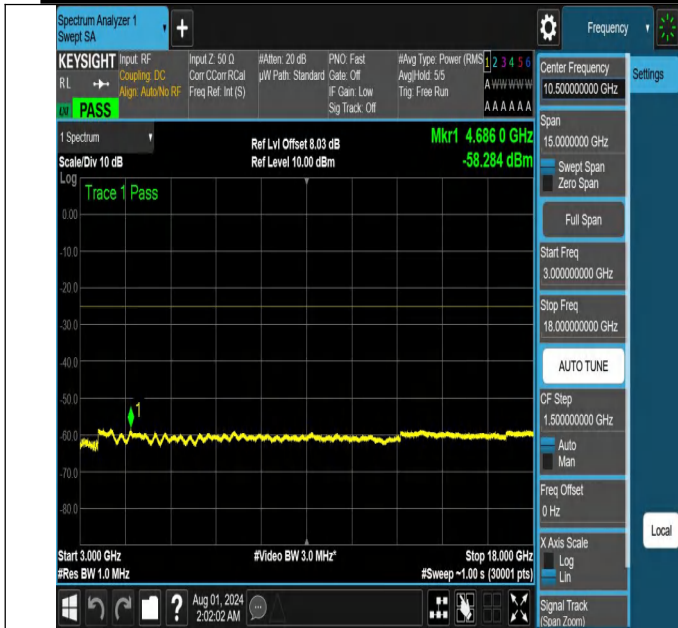 Spectrum Analyzer 1
Swept SA
Frequency
KEYSIGHT
RL
PASS
Input: RF
Coupling: DC
Align: Auto/No RF
Input Z: 50 Ω
Corr CCorr RCal
Freq Ref: Int (S)
#Atten: 20 dB
µW Path: Standard
PNO: Fast
Gate: Off
IF Gain: Low
Sig Track: Off
#Avg Type: Power (RMS
Avg|Hold: 5/5
Trig: Free Run
1 2 3 4 5 6
A W W W W W
A A A A A A
1 Spectrum
Scale/Div 10 dB
Ref Lvl Offset 8.03 dB
Ref Level 10.00 dBm
Mkr1 4.686 0 GHz
-58.284 dBm
Log
Trace 1 Pass
0.00
-10.0
-20.0
-30.0
-40.0
-50.0
-60.0
-70.0
-80.0
1
Start 3.000 GHz
#Res BW 1.0 MHz
#Video BW 3.0 MHz*
Stop 18.000 GHz
#Sweep ~1.00 s (30001 pts)
Aug 01, 2024
2:02:02 AM
Center Frequency
10.500000000 GHz
Settings
Span
15.0000000 GHz
Swept Span
Zero Span
Full Span
Start Freq
3.000000000 GHz
Stop Freq
18.000000000 GHz
AUTO TUNE
CF Step
1.500000000 GHz
Auto
Man
Freq Offset
0 Hz
Local
X Axis Scale
Log
Lin
Signal Track
(Span Zoom)